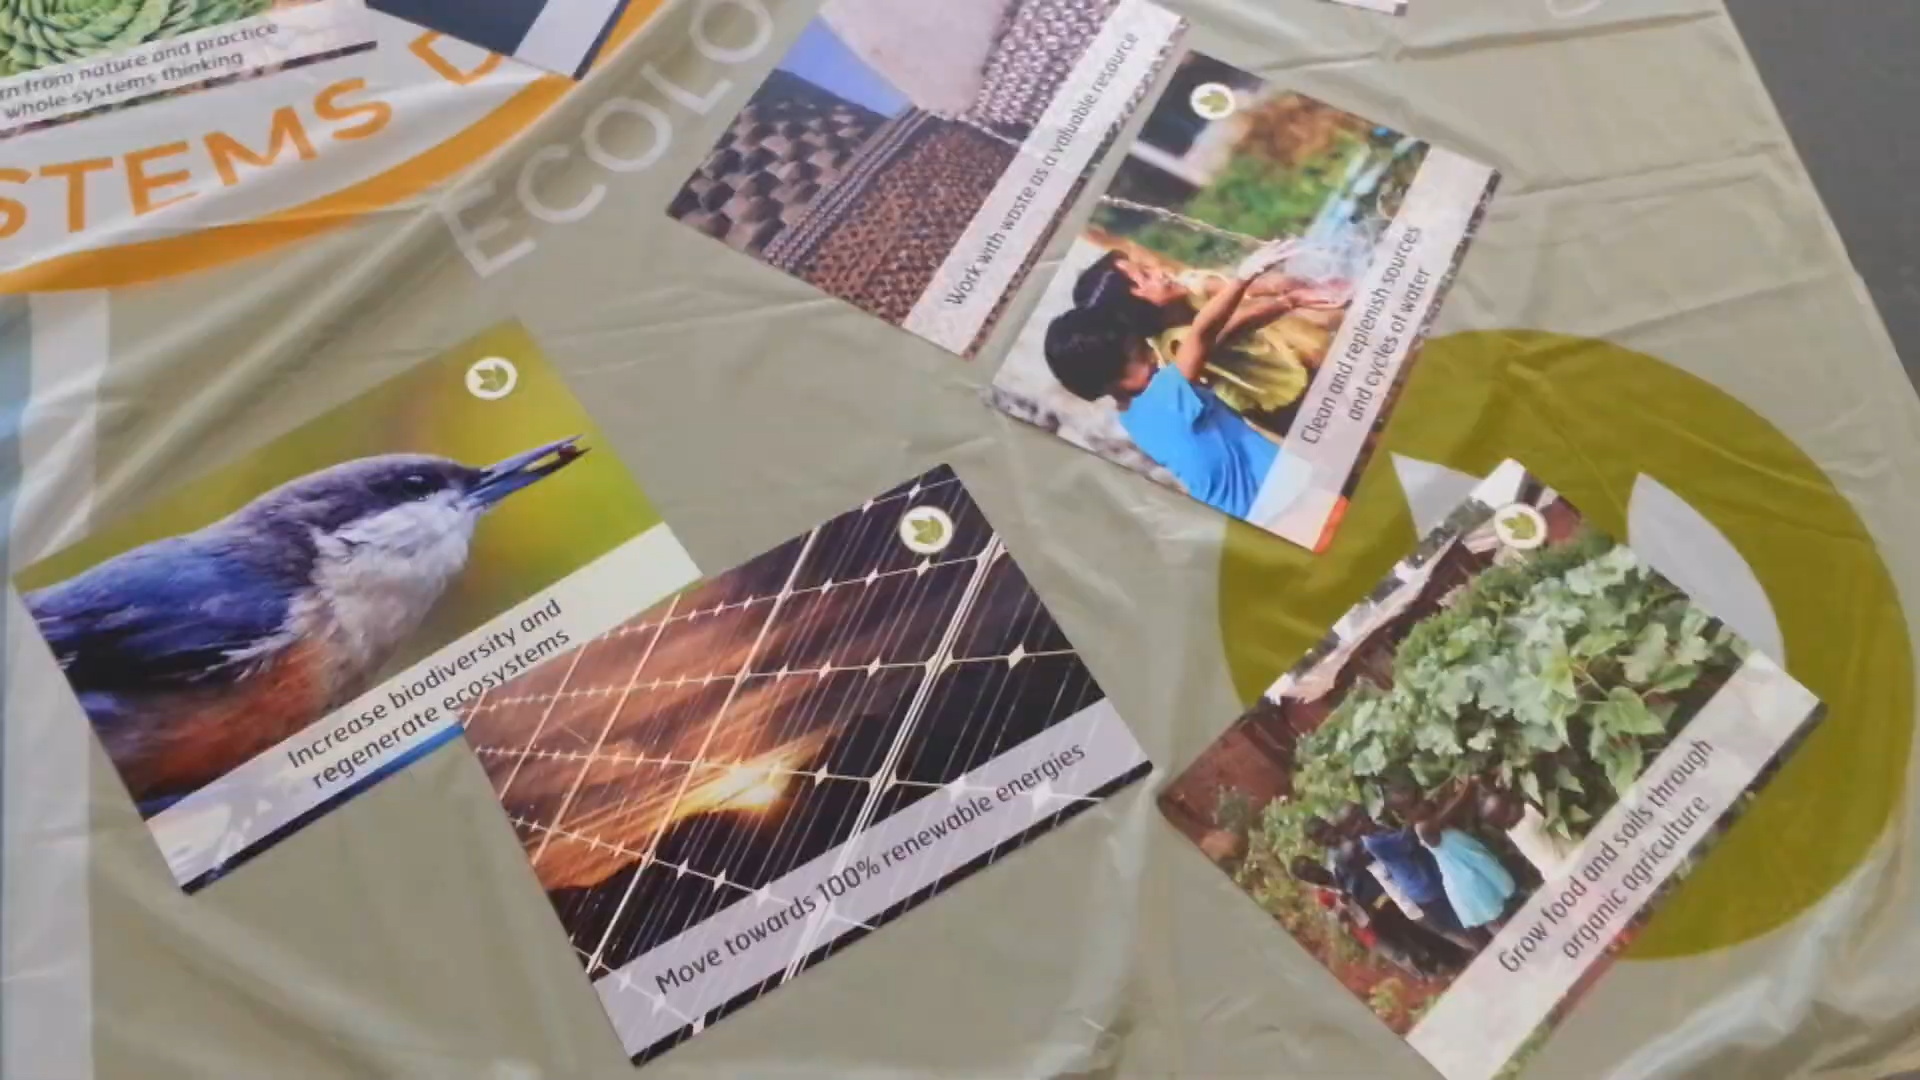 from nature and practice
whole-systems thinking
STEMS D
ECOLO
Work with waste as a valuable resource
Clean and replenish sources
and cycles of water
Increase biodiversity and
regenerate ecosystems
Move towards 100% renewable energies
Grow food and soils through
organic agriculture